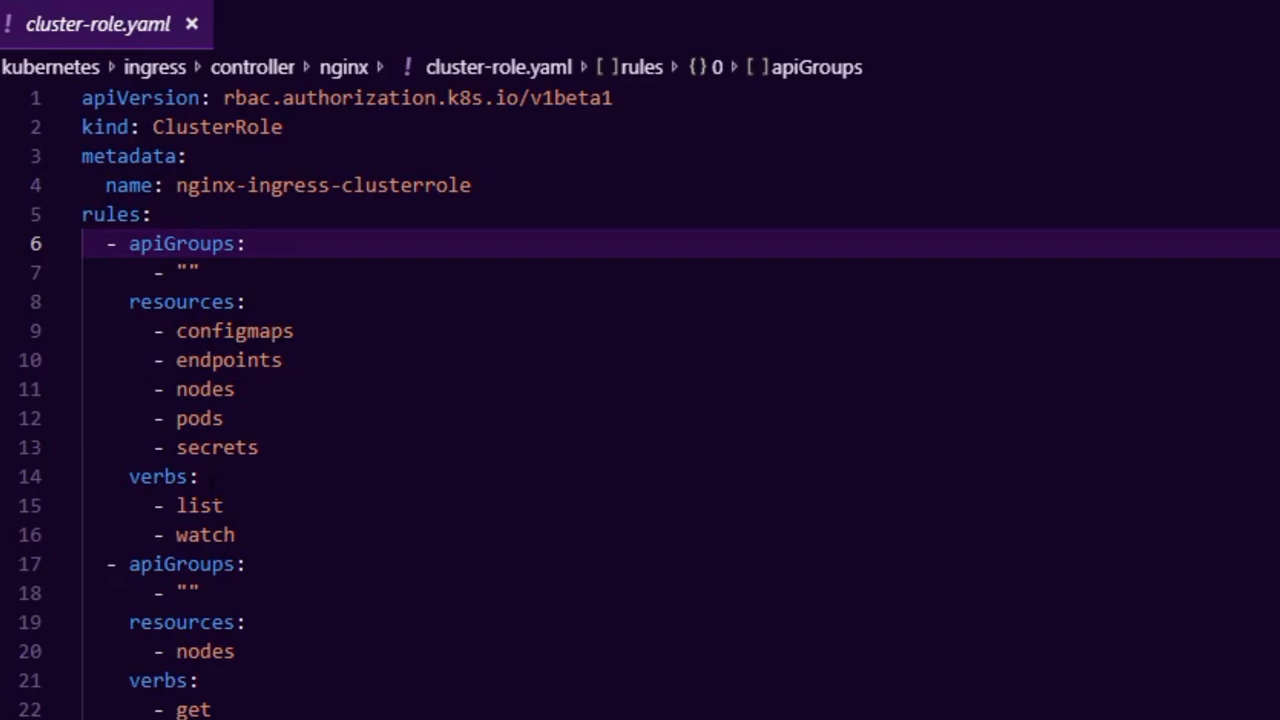 ! cluster-role.yaml ×
kubernetes ▷ ingress ▷ controller ▷ nginx ▷ ! cluster-role.yaml ▷ [ ] rules ▷ {} 0 ▷ [ ] apiGroups
1 apiVersion: rbac.authorization.k8s.io/v1beta1
2 kind: ClusterRole
3 metadata:
4   name: nginx-ingress-clusterrole
5 rules:
6   - apiGroups:
7       - ""
8     resources:
9       - configmaps
10       - endpoints
11       - nodes
12       - pods
13       - secrets
14     verbs:
15       - list
16       - watch
17   - apiGroups:
18       - ""
19     resources:
20       - nodes
21     verbs:
22       - get